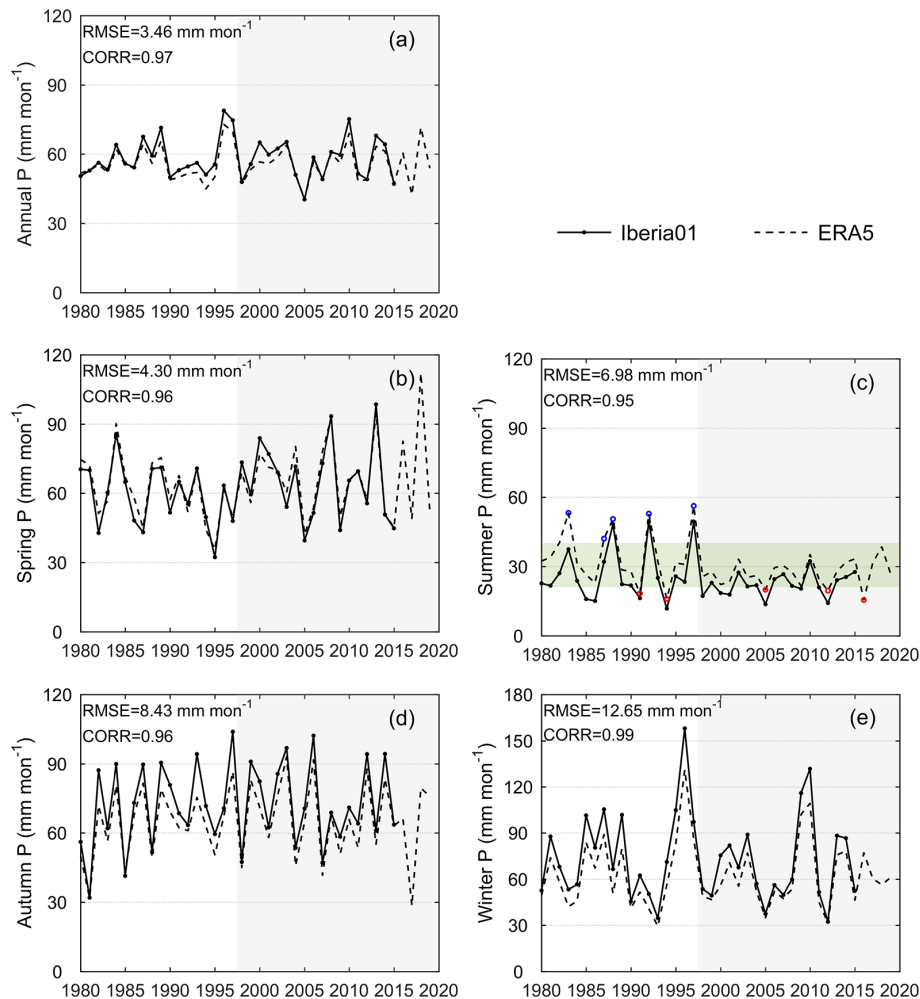 120
90
60
30
0
Annual P (mm mon⁻¹)
RMSE=3.46 mm mon⁻¹
CORR=0.97
(a)
1980 1985 1990 1995 2000 2005 2010 2015 2020
Iberia01
ERA5
120
90
60
30
0
Spring P (mm mon⁻¹)
RMSE=4.30 mm mon⁻¹
CORR=0.96
(b)
1980 1985 1990 1995 2000 2005 2010 2015 2020
120
90
60
30
0
Summer P (mm mon⁻¹)
RMSE=6.98 mm mon⁻¹
CORR=0.95
(c)
1980 1985 1990 1995 2000 2005 2010 2015 2020
120
90
60
30
0
Autumn P (mm mon⁻¹)
RMSE=8.43 mm mon⁻¹
CORR=0.96
(d)
1980 1985 1990 1995 2000 2005 2010 2015 2020
180
150
120
90
60
30
0
Winter P (mm mon⁻¹)
RMSE=12.65 mm mon⁻¹
CORR=0.99
(e)
1980 1985 1990 1995 2000 2005 2010 2015 2020